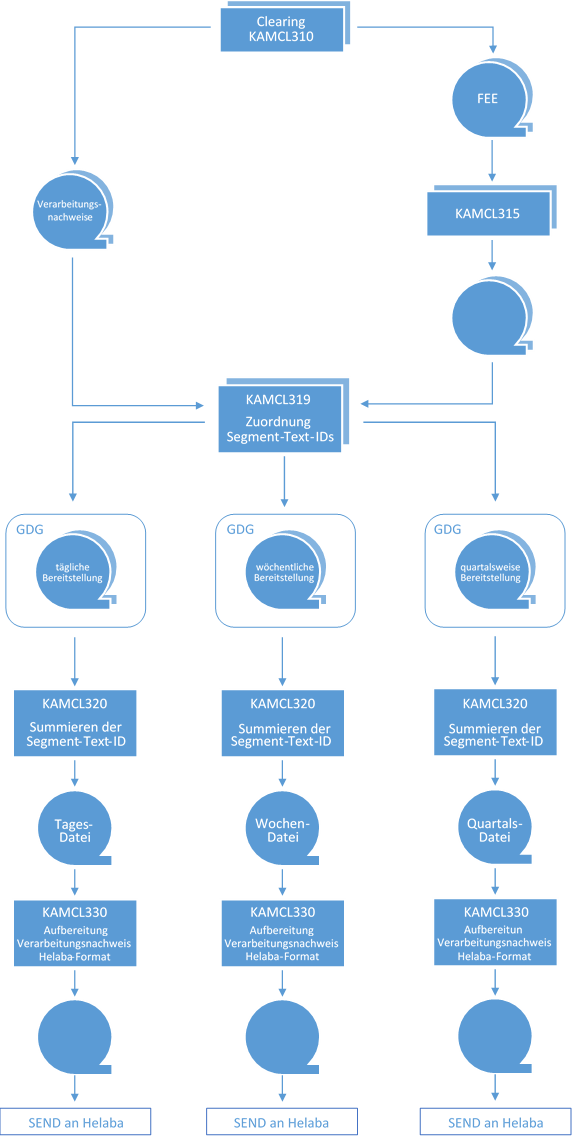 Clearing
KAMCL310
FEE
Verarbeitungs-
nachweise
KAMCL315
KAMCL319
Zuordnung
Segment-Text-IDs
GDG
tägliche
Bereitstellung
GDG
wöchentliche
Bereitstellung
GDG
quartalsweise
Bereitstellung
KAMCL320
Summieren der
Segment-Text-ID
KAMCL320
Summieren der
Segment-Text-ID
KAMCL320
Summieren der
Segment-Text-ID
Tages-
Datei
Wochen-
Datei
Quartals-
Datei
KAMCL330
Aufbereitung
Verarbeitungsnachweis
Helaba-Format
KAMCL330
Aufbereitung
Verarbeitungsnachweis
Helaba-Format
KAMCL330
Aufbereitun
Verarbeitungsnachweis
Helaba-Format
SEND an Helaba
SEND an Helaba
SEND an Helaba